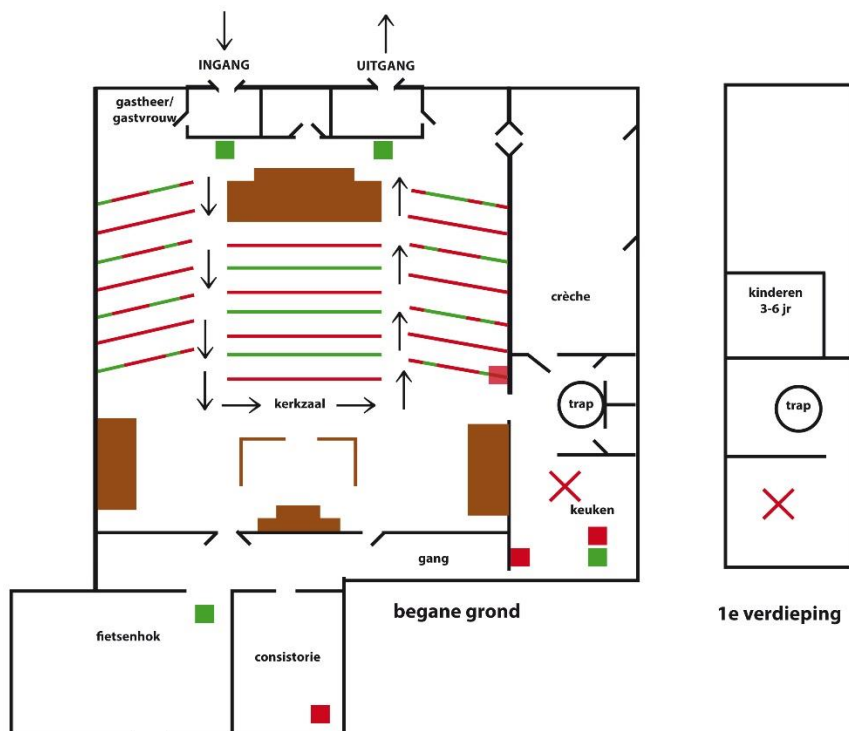 INGANG
UITGANG
gastheer/
gastvrouw
crèche
kinderen
3-6 jr
trap
trap
kerkzaal
keuken
gang
begane grond
1e verdieping
fietsenhok
consistorie